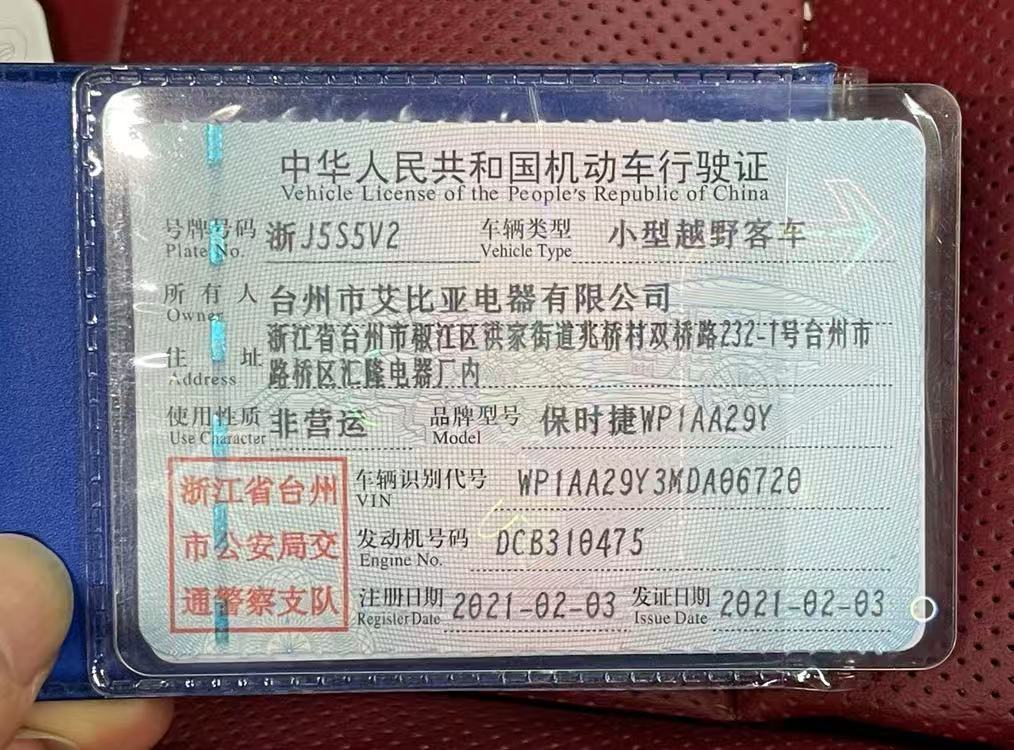 中华人民共和国机动车行驶证
Vehicle License of the People's Republic of China
号牌号码 浙J5S5V2 车辆类型 小型越野客车
Plate No. Vehicle Type
所有人 台州市艾比亚电器有限公司
Owner
住址 浙江省台州市椒江区洪家街道兆桥村双桥路232-1号台州市
Address 路桥区汇隆电器厂内
使用性质 非营运 品牌型号 保时捷WP1AA29Y
Use Character Model
浙江省台州
市公安局交
通警察支队
车辆识别代号 WP1AA29Y3MDA06720
VIN
发动机号码 DCB310475
Engine No.
注册日期 2021-02-03 发证日期 2021-02-03
Register Date Issue Date